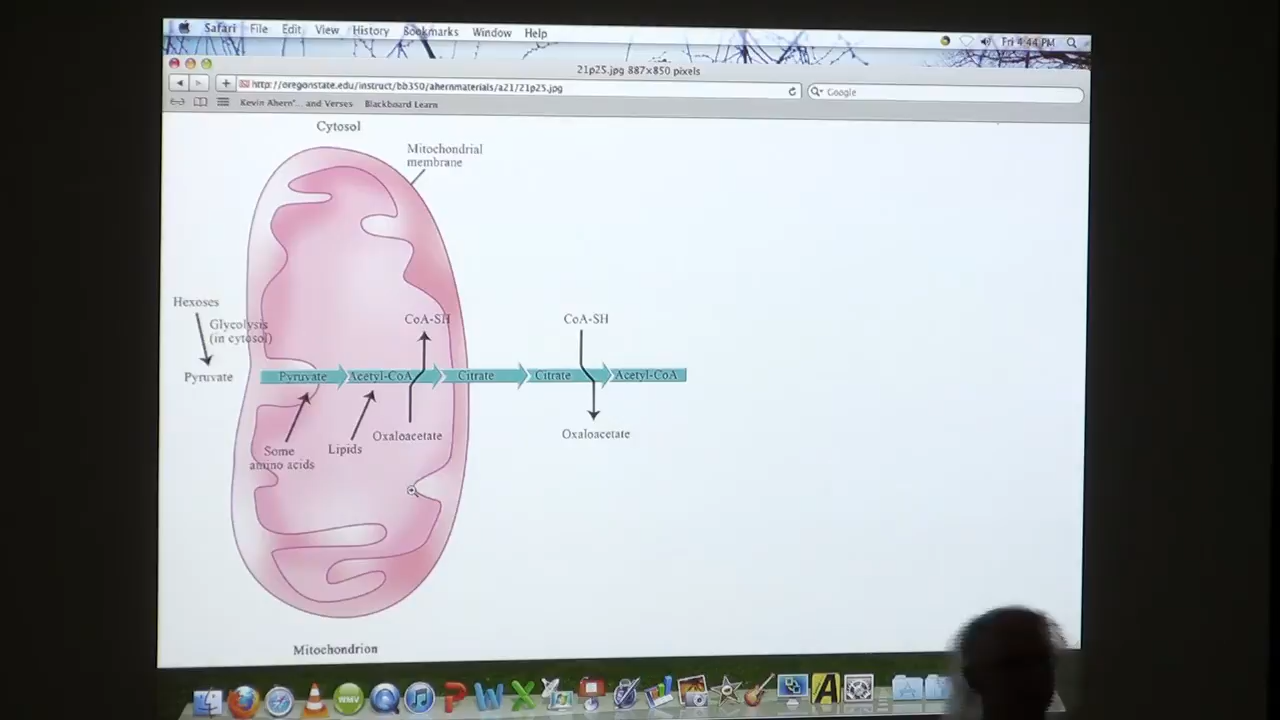 Safari File Edit View History Bookmarks Window Help
Fri 4:44 PM
21p25.jpg 887×850 pixels
http://oregonstate.edu/instruct/bb350/ahernmaterials/a21/21p25.jpg
Google
Kevin Ahern'... and Verses Blackboard Learn
Cytosol
Mitochondrial
membrane
Hexoses
Glycolysis
(in cytosol)
CoA-SH
CoA-SH
Pyruvate
Pyruvate
Acetyl-CoA
Citrate
Citrate
Acetyl-CoA
Some
amino acids
Lipids
Oxaloacetate
Oxaloacetate
Mitochondrion
WMV